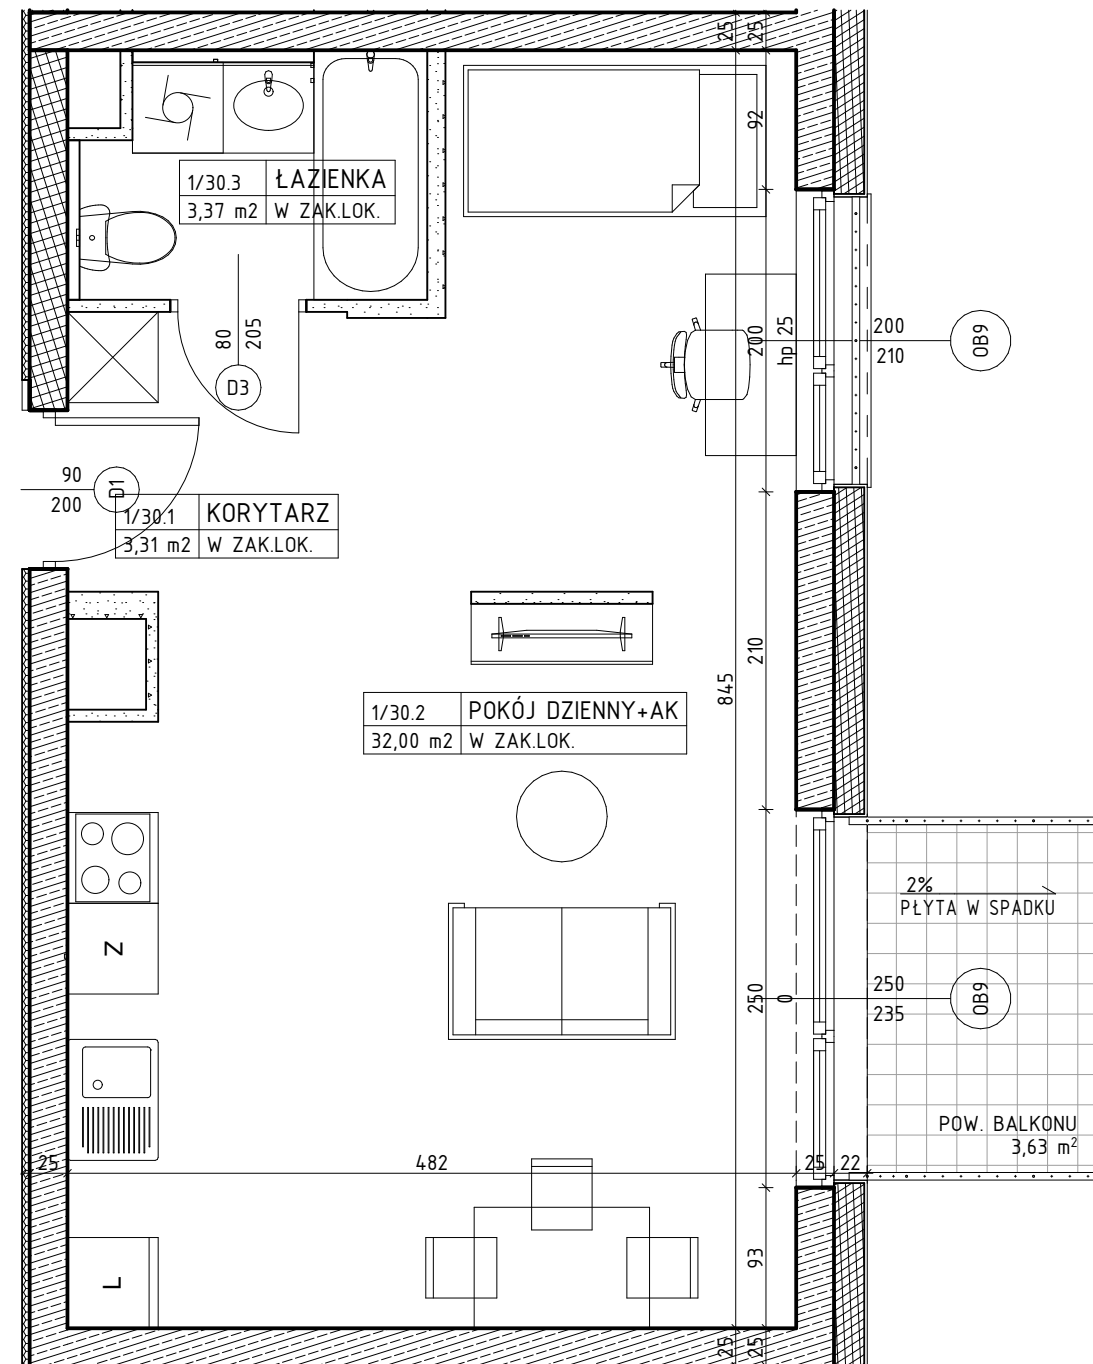 25
25
92
1/30.3 ŁAZIENKA
3,37 m2 W ZAK.LOK.
80
205
D3
200
hp 25
200
210
OB9
90
200
D1
1/30.1 KORYTARZ
3,31 m2 W ZAK.LOK.
210
845
1/30.2 POKÓJ DZIENNY+AK
32,00 m2 W ZAK.LOK.
2%
PŁYTA W SPADKU
Z
250
0
250
235
OB9
POW. BALKONU
3,63 m²
25
482
25
22
93
L
25
25